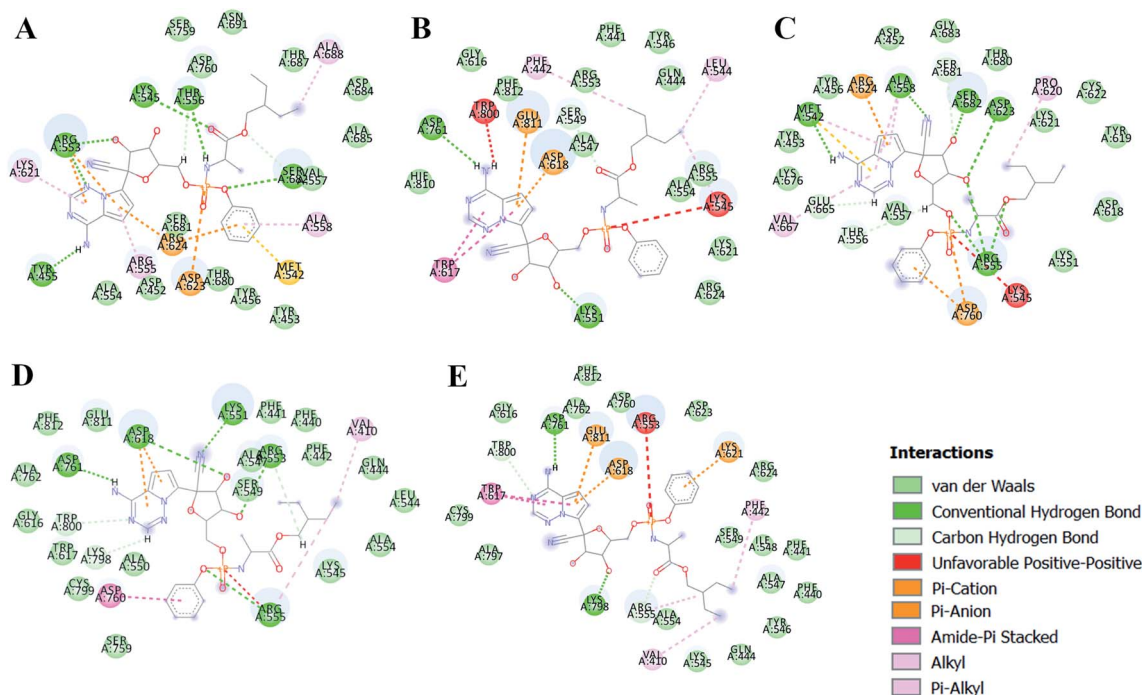 A
SER
A:759
ASN
A:691
ASP
A:760
THR
A:687
ALA
A:688
LYS
A:545
THR
A:556
ASP
A:684
ARG
A:553
ALA
A:685
LYS
A:621
VAL
A:557
SER
A:681
ARG
A:624
ALA
A:558
TYR
A:455
ARG
A:555
MET
A:542
ALA
A:554
ASP
A:452
ASP
A:623
THR
A:680
TYR
A:456
TYR
A:453
H
N
N
O
O
P
B
GLY
A:616
PHE
A:442
PHE
A:441
TYR
A:546
LEU
A:544
PHE
A:812
ARG
A:553
GLN
A:444
ASP
A:761
TRP
A:800
GLU
A:811
SER
A:549
ALA
A:547
HIE
A:810
ASP
A:618
ARG
A:555
ALA
A:554
LYS
A:545
TRP
A:617
LYS
A:621
LYS
A:551
ARG
A:624
C
ASP
A:452
GLY
A:683
TYR
A:456
ARG
A:624
ALA
A:558
SER
A:681
THR
A:680
MET
A:542
SER
A:682
ASP
A:623
PRO
A:620
CYS
A:622
TYR
A:453
LYS
A:621
TYR
A:619
LYS
A:676
GLU
A:665
VAL
A:557
ASP
A:618
VAL
A:667
THR
A:556
ARG
A:555
LYS
A:551
LYS
A:545
ASP
A:760
D
PHE
A:812
GLU
A:811
ASP
A:618
LYS
A:551
PHE
A:441
PHE
A:440
VAL
A:410
ALA
A:762
ASP
A:761
ARG
A:553
PHE
A:442
GLN
A:444
SER
A:549
LEU
A:544
GLY
A:616
TRP
A:800
TRP
A:617
LYS
A:798
ALA
A:550
ALA
A:554
LYS
A:545
CYS
A:799
ASP
A:760
ARG
A:555
SER
A:759
E
PHE
A:812
GLY
A:616
ALA
A:762
ASP
A:760
ASP
A:761
ARG
A:553
ASP
A:623
TRP
A:800
GLU
A:811
LYS
A:621
ASP
A:618
ARG
A:624
TRP
A:617
PHE
A:442
CYS
A:799
SER
A:549
ILE
A:548
PHE
A:441
ALA
A:797
ALA
A:547
PHE
A:440
LYS
A:798
ARG
A:555
ALA
A:554
TYR
A:546
VAL
A:410
LYS
A:545
GLN
A:444
Interactions
van der Waals
Conventional Hydrogen Bond
Carbon Hydrogen Bond
Unfavorable Positive-Positive
Pi-Cation
Pi-Anion
Amide-Pi Stacked
Alkyl
Pi-Alkyl